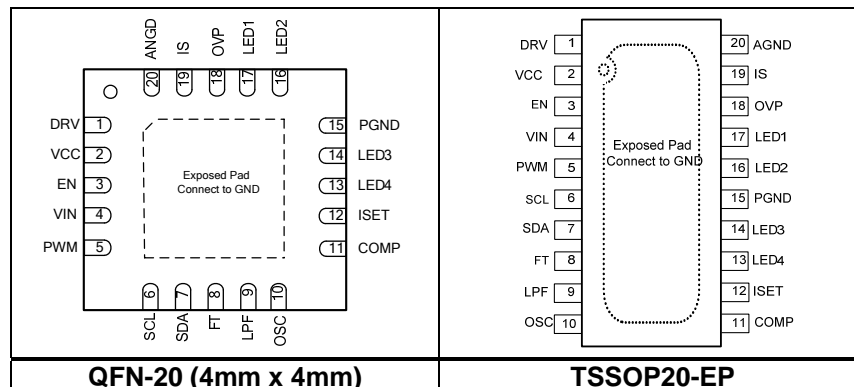 ANGD IS OVP LED1 LED2
20 19 18 17 16
DRV 1
VCC 2
EN 3
VIN 4
PWM 5
Exposed Pad
Connect to GND
15 PGND
14 LED3
13 LED4
12 ISET
11 COMP
6 7 8 9 10
SCL SDA FT LPF OSC
QFN-20 (4mm x 4mm)
DRV 1
VCC 2
EN 3
VIN 4
PWM 5
SCL 6
SDA 7
FT 8
LPF 9
OSC 10
Exposed Pad
Connect to GND
20 AGND
19 IS
18 OVP
17 LED1
16 LED2
15 PGND
14 LED3
13 LED4
12 ISET
11 COMP
TSSOP20-EP